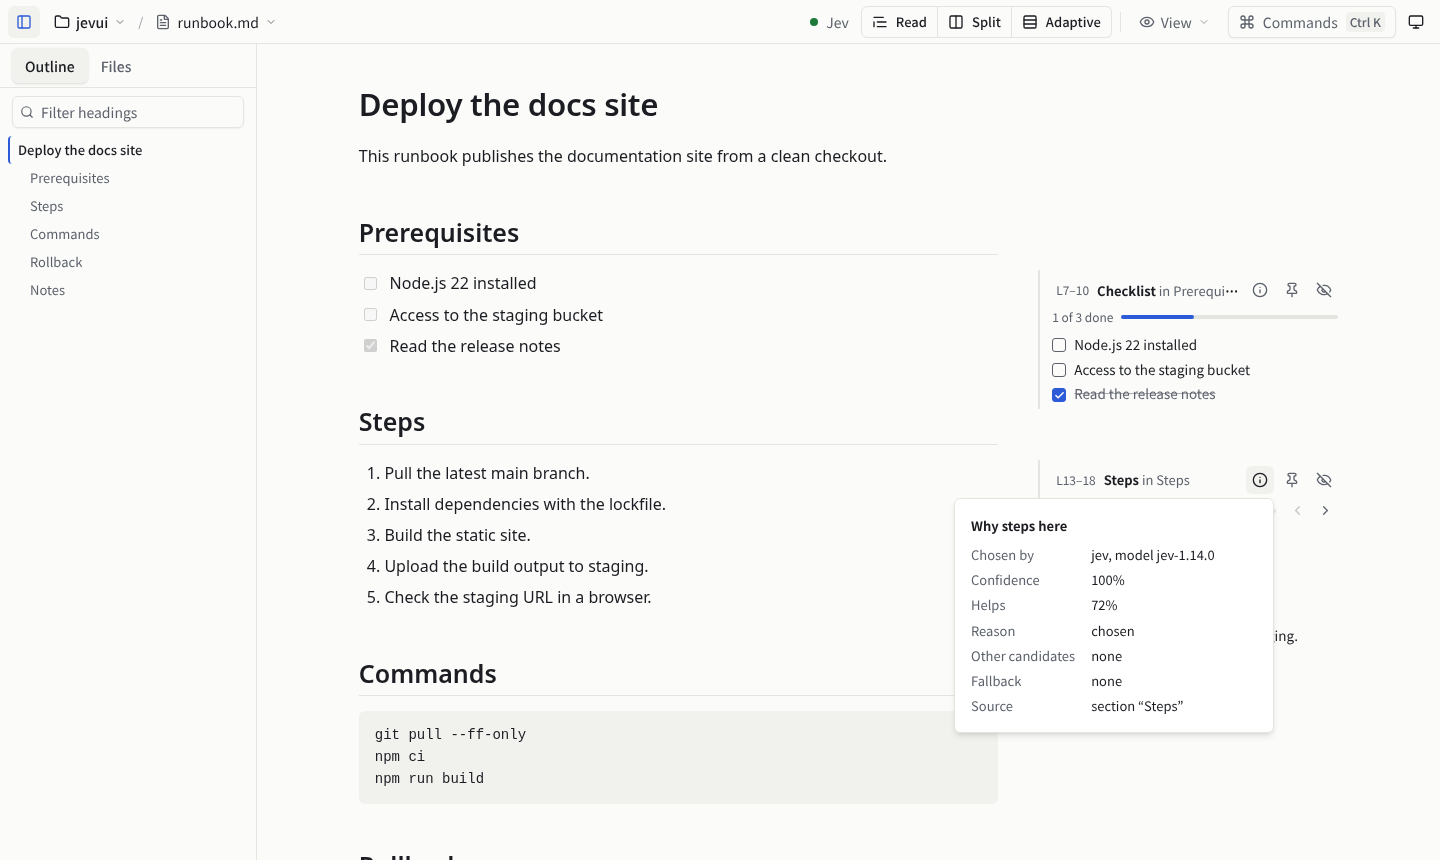 jevui / runbook.md
Jev Read Split Adaptive View Commands Ctrl K
Outline Files
Filter headings
Deploy the docs site
Prerequisites
Steps
Commands
Rollback
Notes
Deploy the docs site
This runbook publishes the documentation site from a clean checkout.
Prerequisites
Node.js 22 installed
Access to the staging bucket
Read the release notes
Steps
1. Pull the latest main branch.
2. Install dependencies with the lockfile.
3. Build the static site.
4. Upload the build output to staging.
5. Check the staging URL in a browser.
Commands
git pull --ff-only
npm ci
npm run build
L7–10 Checklist in Prerequi…
1 of 3 done
Node.js 22 installed
Access to the staging bucket
Read the release notes
L13–18 Steps in Steps
Why steps here
Chosen by jev, model jev-1.14.0
Confidence 100%
Helps 72%
Reason chosen
Other candidates none
Fallback none
Source section “Steps”
ing.